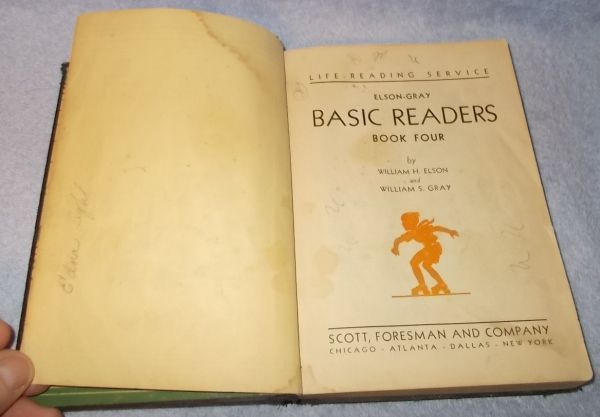 LIFE-READING SERVICE
ELSON-GRAY
BASIC READERS
BOOK FOUR
by
WILLIAM H. ELSON
and
WILLIAM S. GRAY
SCOTT, FORESMAN AND COMPANY
CHICAGO - ATLANTA - DALLAS - NEW YORK
Edna